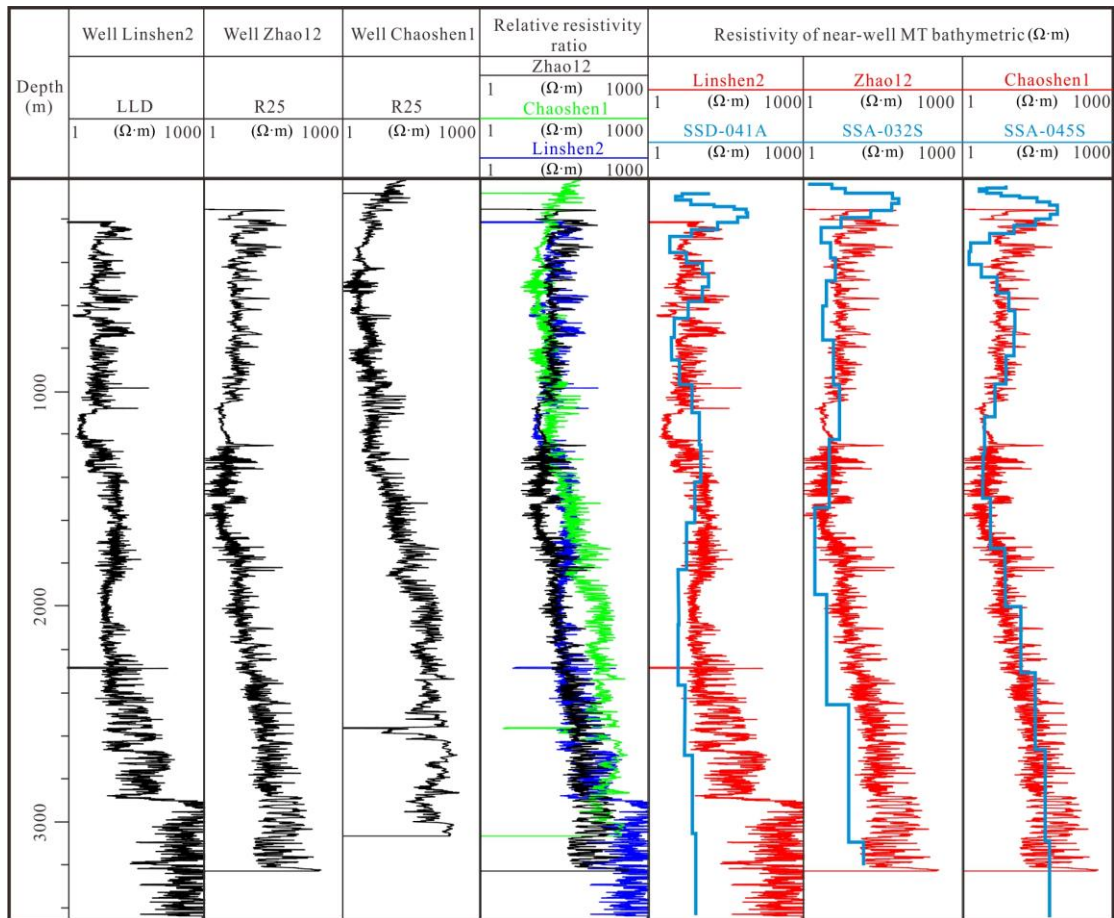 Well Linshen2
Well Zhao12
Well Chaoshen1
Relative resistivity
ratio
Resistivity of near-well MT bathymetric (Ω·m)
Depth
(m)
LLD
1 (Ω·m) 1000
R25
1 (Ω·m) 1000
R25
1 (Ω·m) 1000
Zhao12
1 (Ω·m) 1000
Chaoshen1
1 (Ω·m) 1000
Linshen2
1 (Ω·m) 1000
Linshen2
1 (Ω·m) 1000
SSD-041A
1 (Ω·m) 1000
Zhao12
1 (Ω·m) 1000
SSA-032S
1 (Ω·m) 1000
Chaoshen1
1 (Ω·m) 1000
SSA-045S
1 (Ω·m) 1000
1000
2000
3000